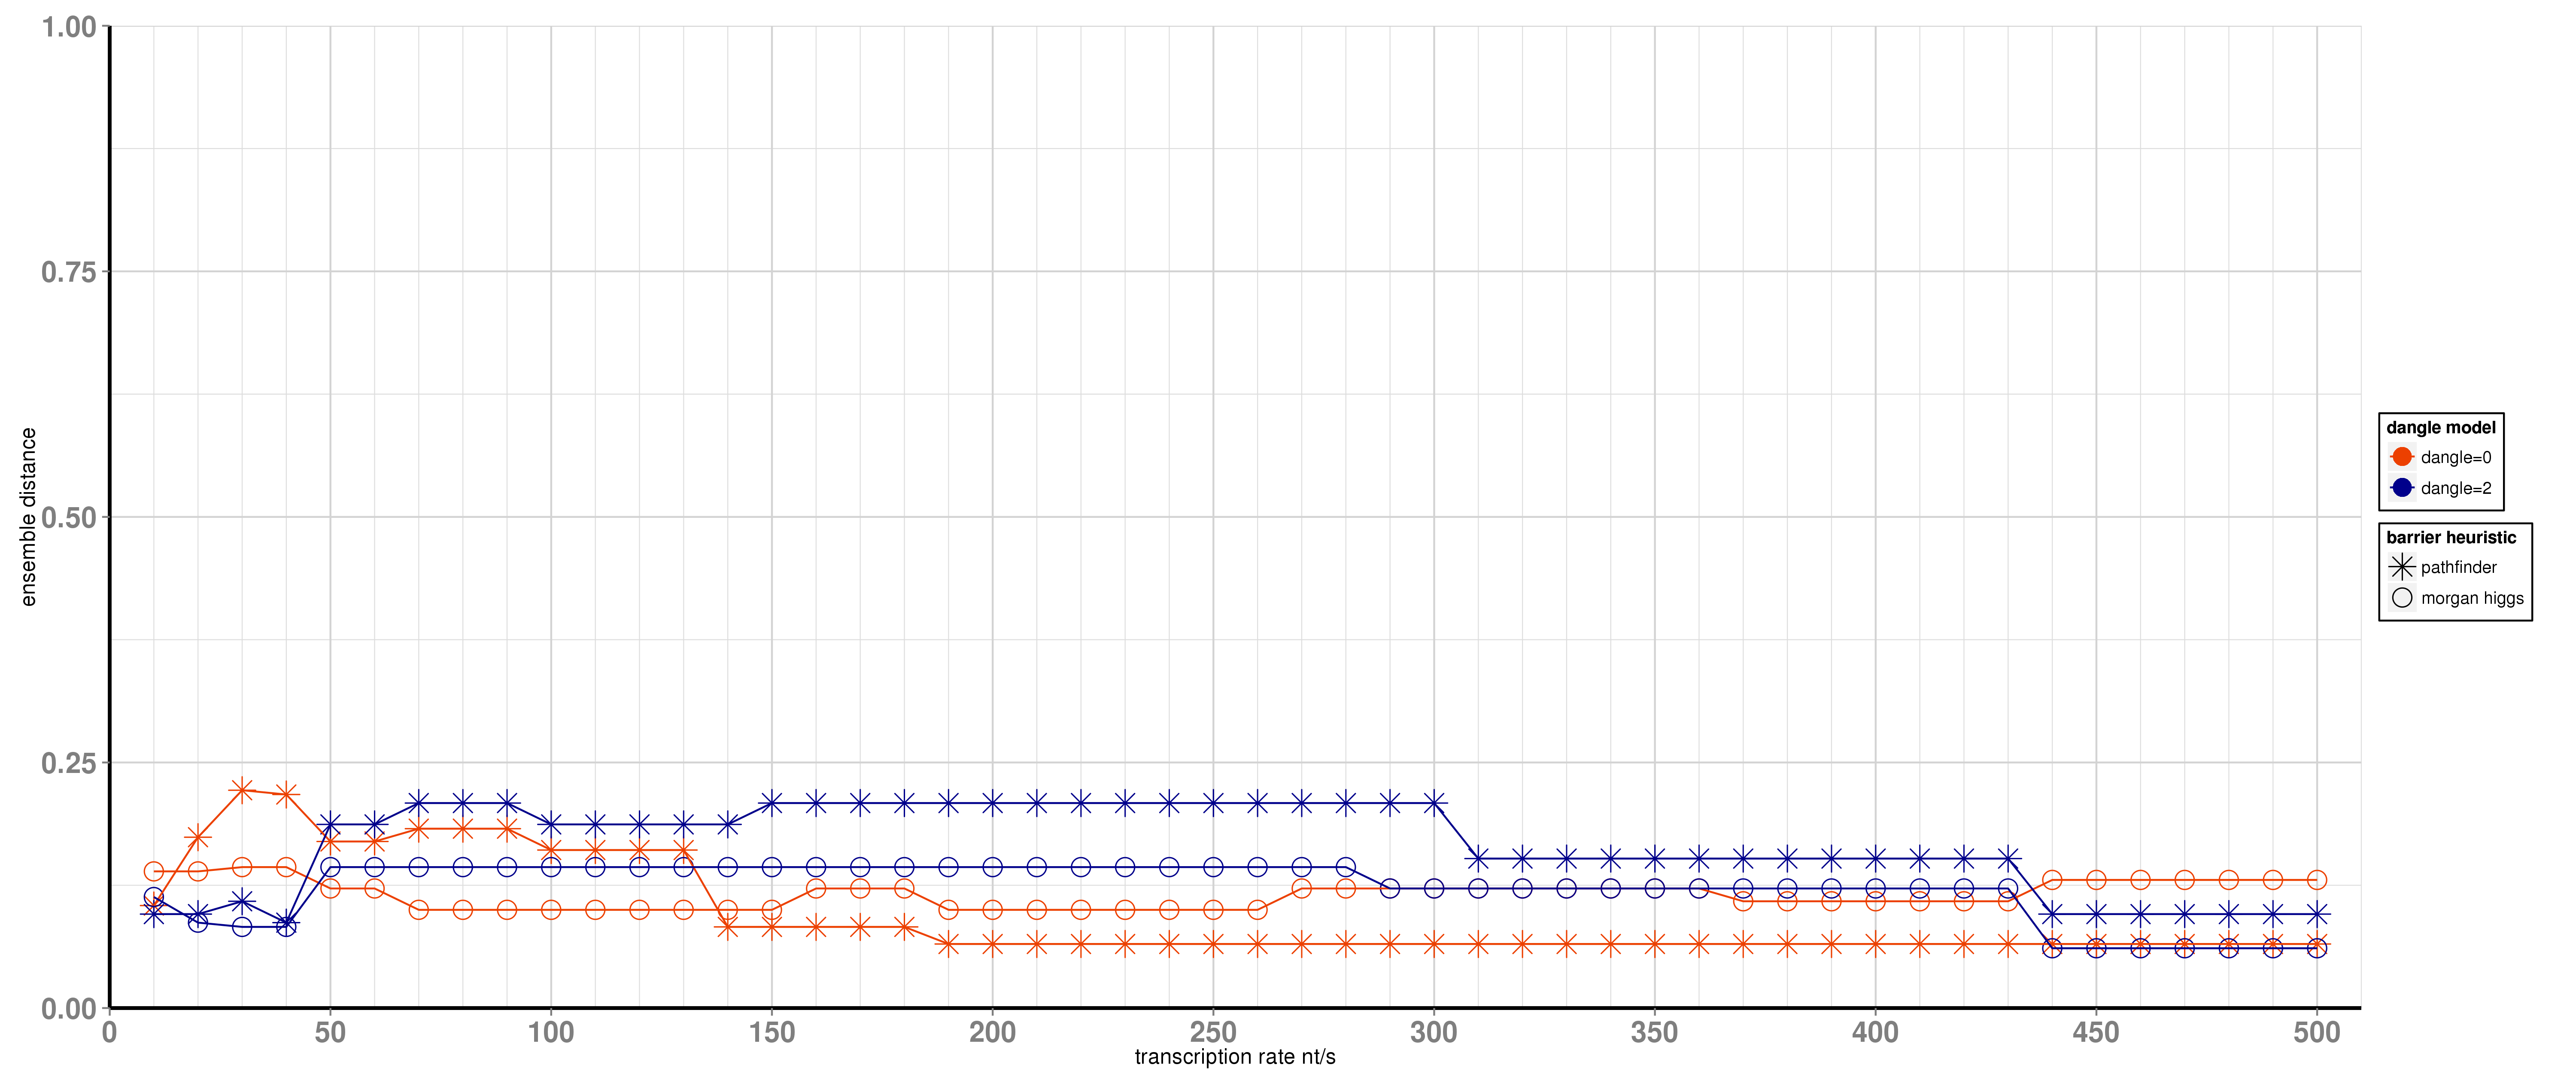 1.00
0.75
0.50
0.25
0.00
ensemble distance
0 50 100 150 200 250 300 350 400 450 500
transcription rate nt/s
dangle model
dangle=0
dangle=2
barrier heuristic
pathfinder
morgan higgs